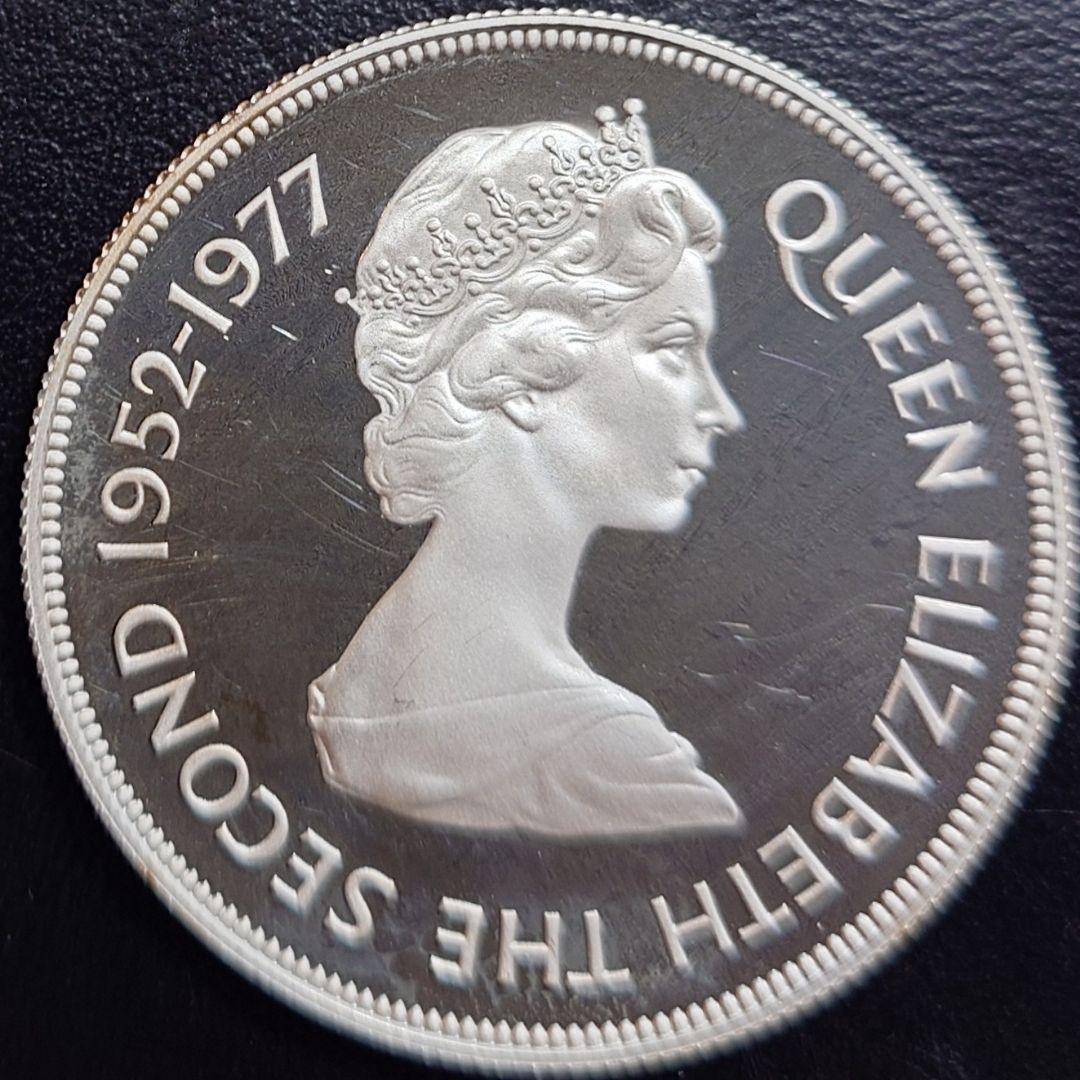 QUEEN ELIZABETH THE SECOND 1952-1977